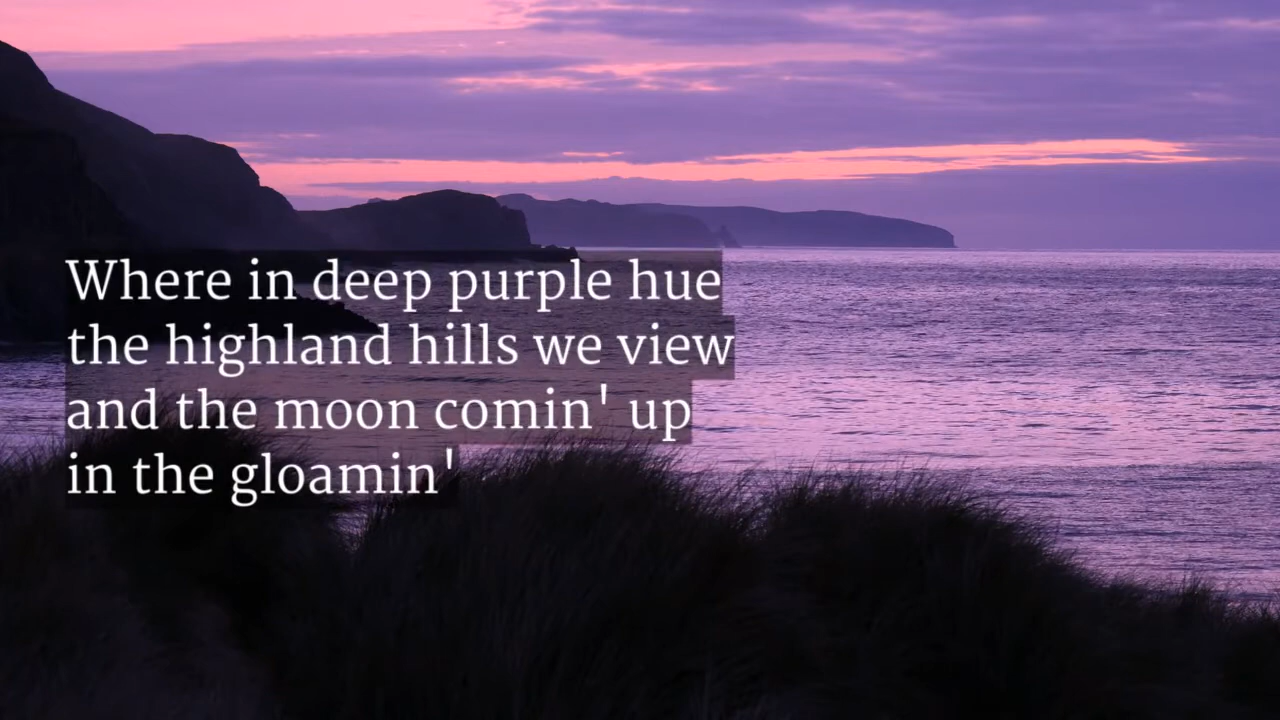 Where in deep purple hue
the highland hills we view
and the moon comin' up
in the gloamin'